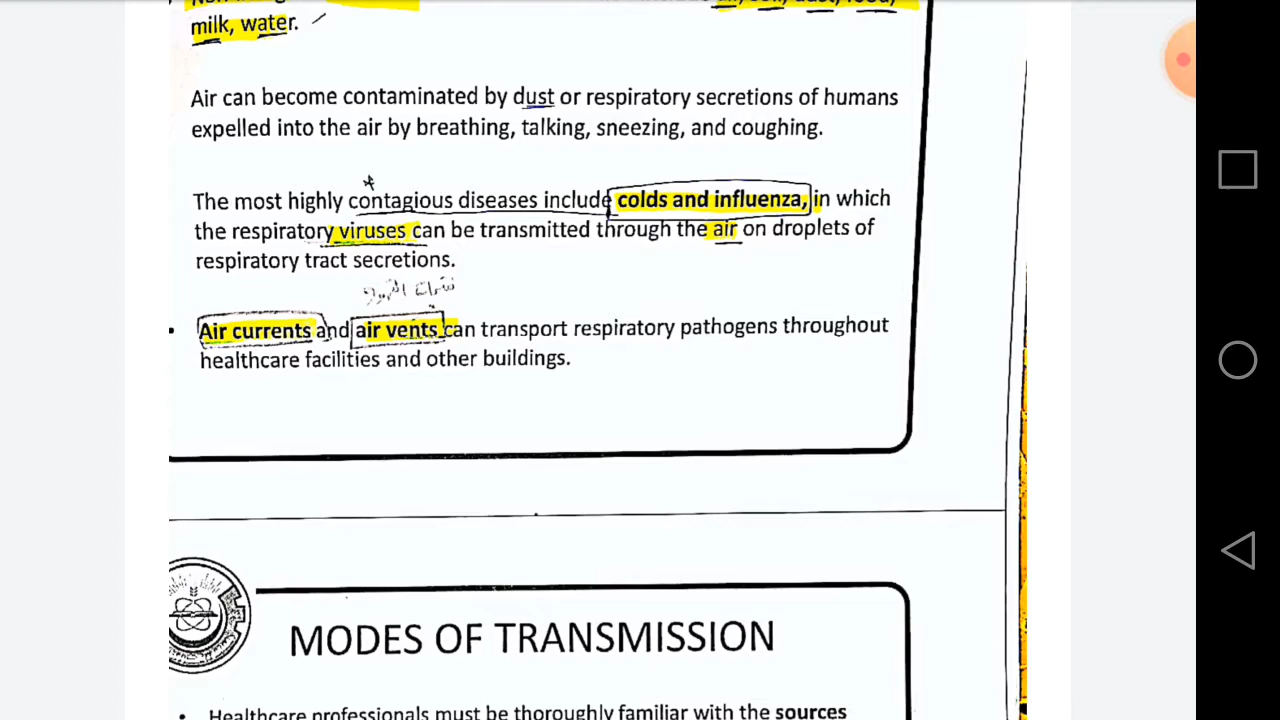 milk, water.
Air can become contaminated by dust or respiratory secretions of humans
expelled into the air by breathing, talking, sneezing, and coughing.
The most highly contagious diseases include colds and influenza, in which
the respiratory viruses can be transmitted through the air on droplets of
respiratory tract secretions.
• Air currents and air vents can transport respiratory pathogens throughout
healthcare facilities and other buildings.
MODES OF TRANSMISSION
• Healthcare professionals must be thoroughly familiar with the sources